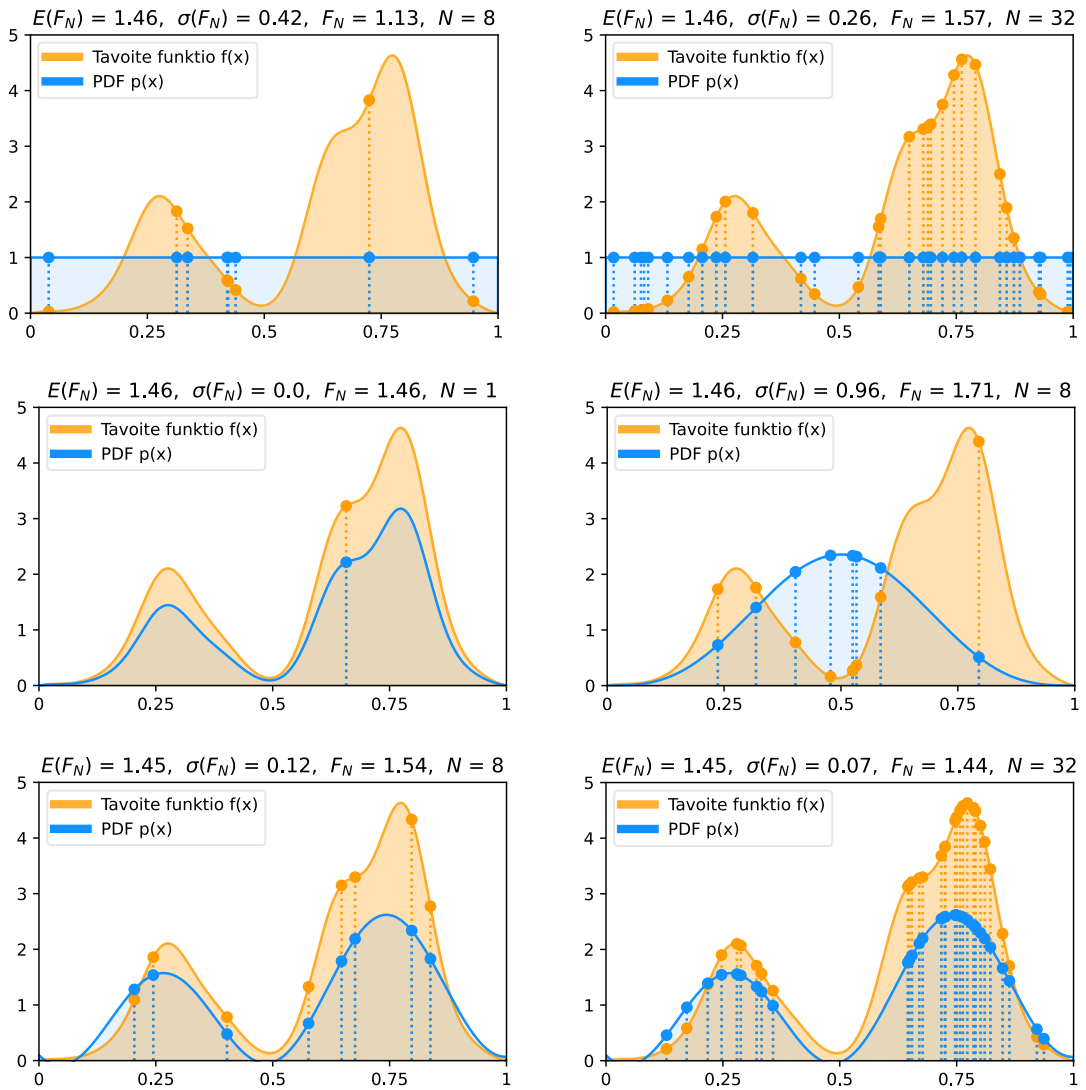 E(F_N) = 1.46, σ(F_N) = 0.42, F_N = 1.13, N = 8
Tavoite funktio f(x)
PDF p(x)
5
4
3
2
1
0
0 0.25 0.5 0.75 1
E(F_N) = 1.46, σ(F_N) = 0.26, F_N = 1.57, N = 32
Tavoite funktio f(x)
PDF p(x)
5
4
3
2
1
0
0 0.25 0.5 0.75 1
E(F_N) = 1.46, σ(F_N) = 0.0, F_N = 1.46, N = 1
Tavoite funktio f(x)
PDF p(x)
5
4
3
2
1
0
0 0.25 0.5 0.75 1
E(F_N) = 1.46, σ(F_N) = 0.96, F_N = 1.71, N = 8
Tavoite funktio f(x)
PDF p(x)
5
4
3
2
1
0
0 0.25 0.5 0.75 1
E(F_N) = 1.45, σ(F_N) = 0.12, F_N = 1.54, N = 8
Tavoite funktio f(x)
PDF p(x)
5
4
3
2
1
0
0 0.25 0.5 0.75 1
E(F_N) = 1.45, σ(F_N) = 0.07, F_N = 1.44, N = 32
Tavoite funktio f(x)
PDF p(x)
5
4
3
2
1
0
0 0.25 0.5 0.75 1